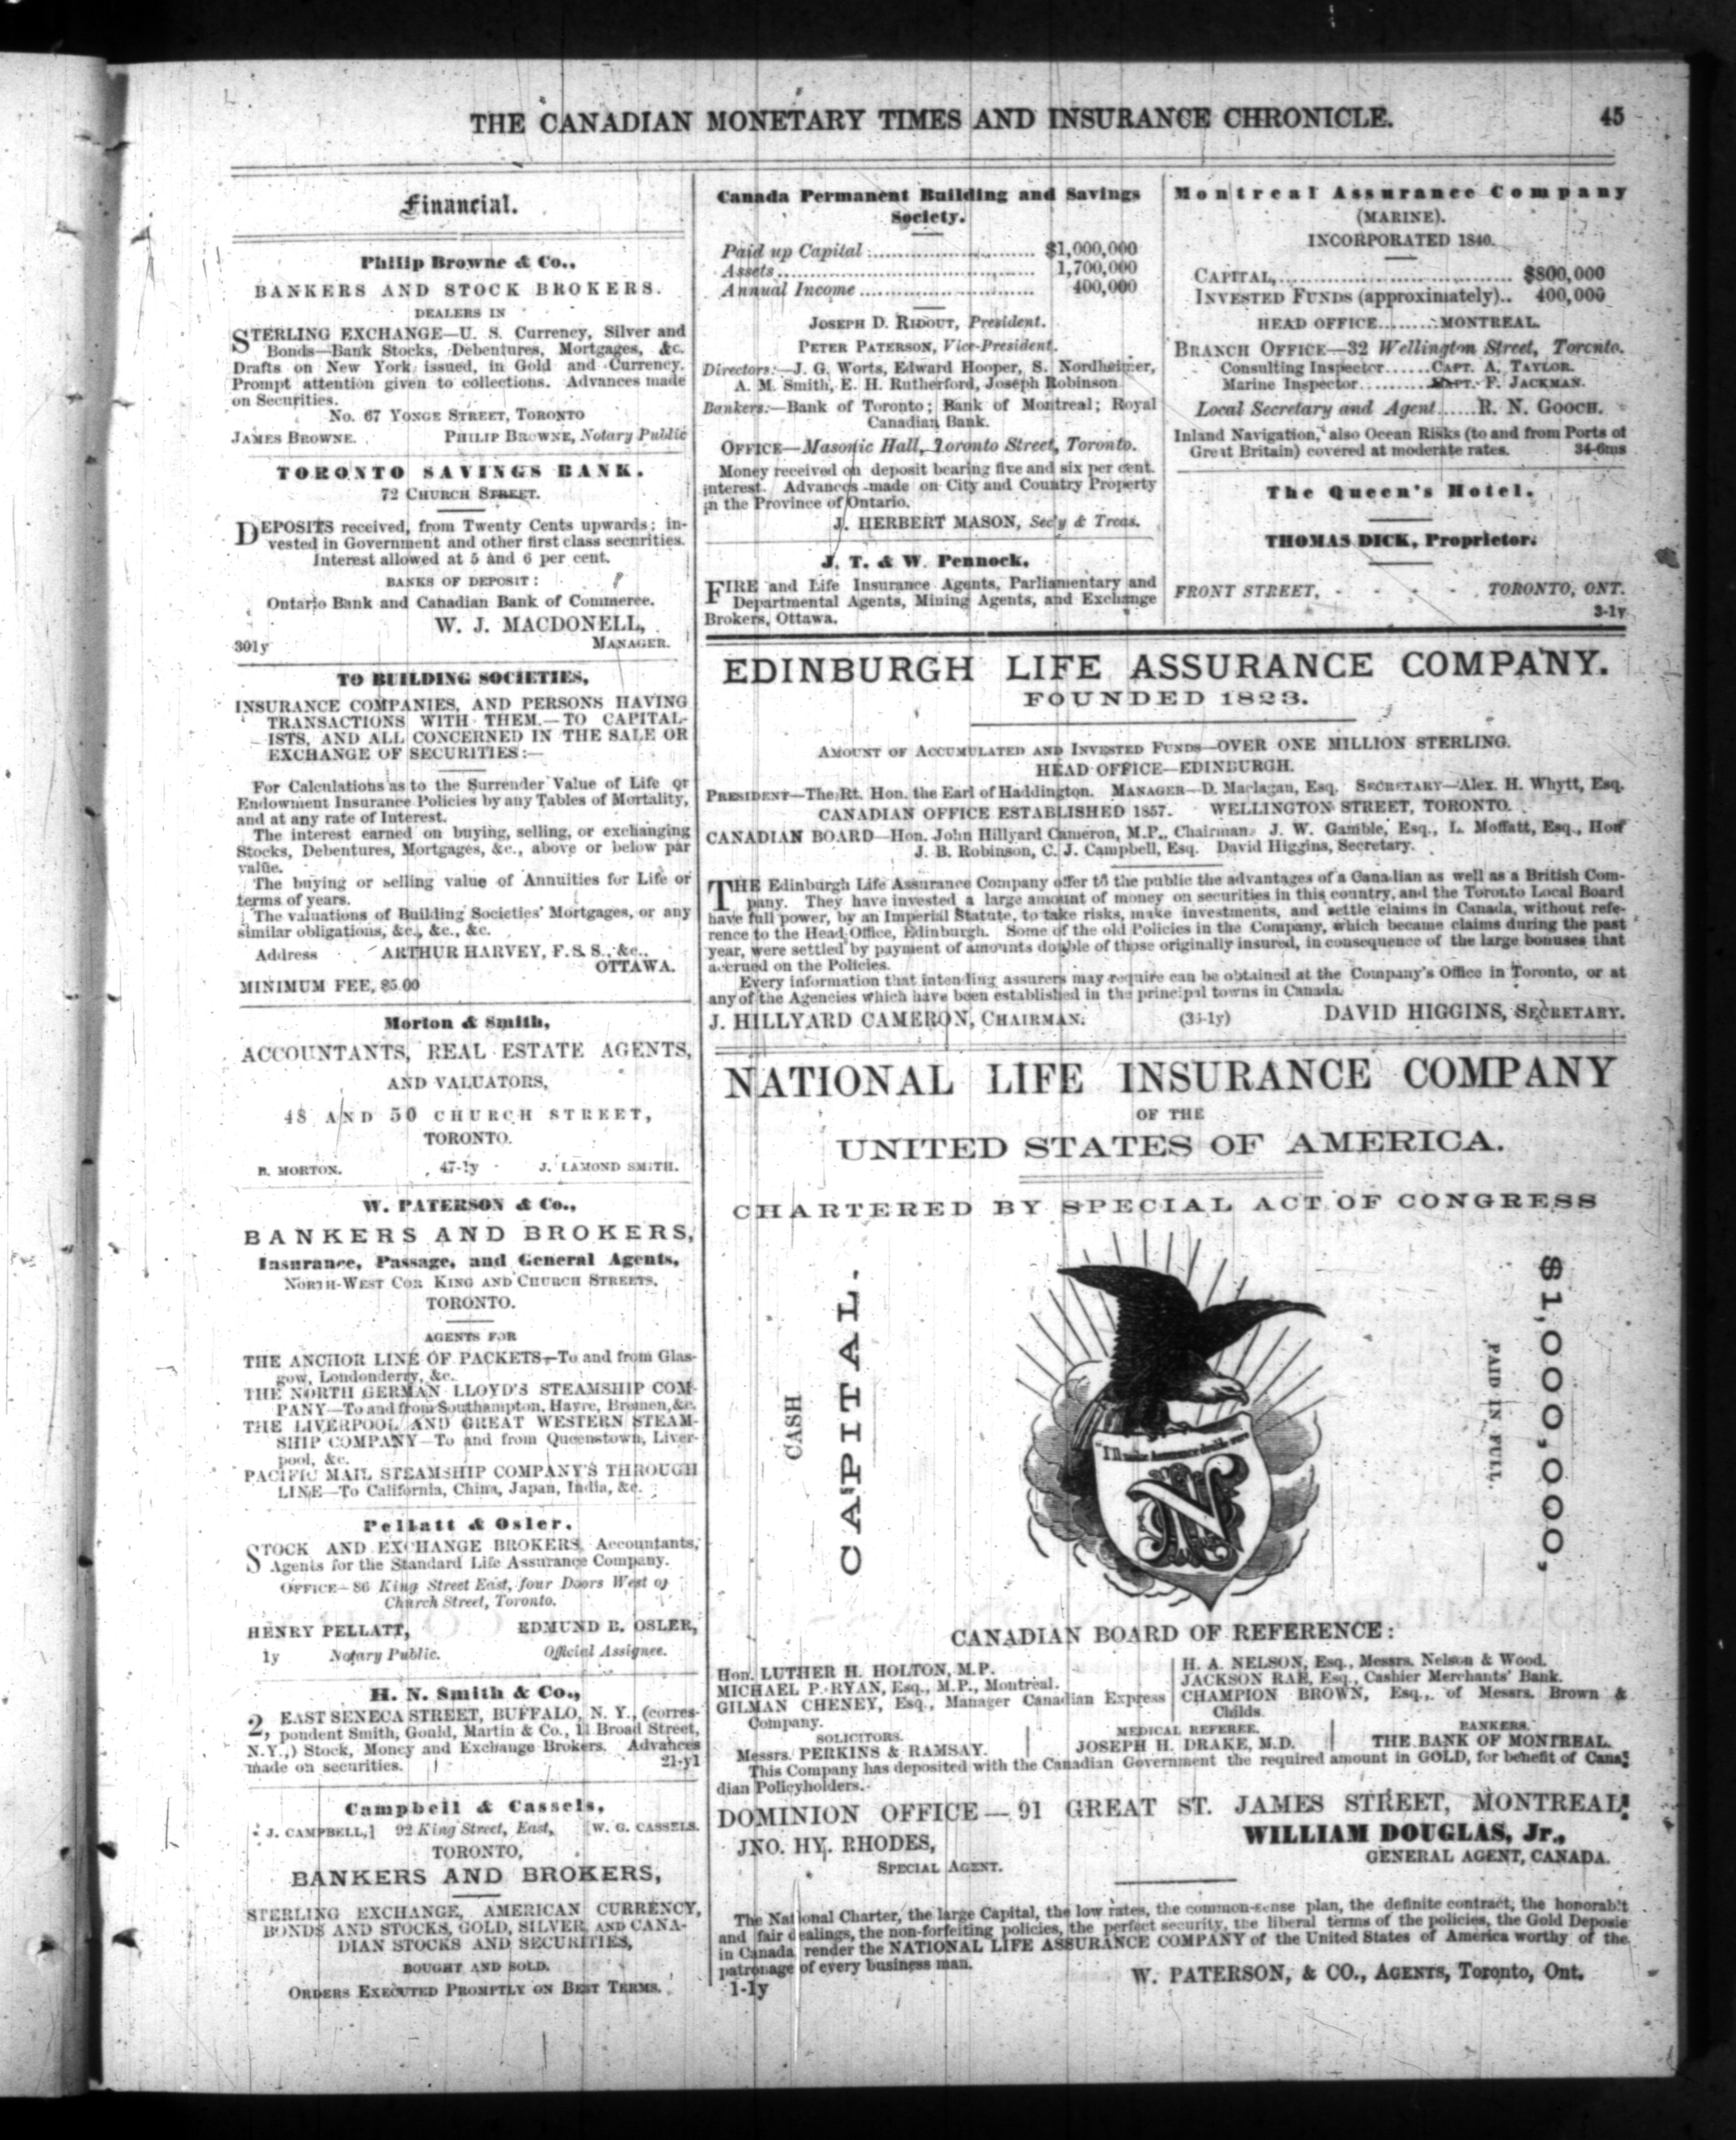 THE CANADIAN MONETARY TIMES AND INSURANCE CHRONICLE. 45
Financial.
Philip Browne & Co.,
BANKERS AND STOCK BROKERS.
DEALERS IN
STERLING EXCHANGE—U. S. Currency, Silver and
Bonds—Bank Stocks, Debentures, Mortgages, &c.
Drafts on New York issued, in Gold and Currency.
Prompt attention given to collections. Advances made
on Securities.
No. 67 YONGE STREET, TORONTO
JAMES BROWNE. PHILIP BROWNE, Notary Public
TORONTO SAVINGS BANK.
72 CHURCH STREET.
DEPOSITS received, from Twenty Cents upwards; in-
vested in Government and other first class securities.
Interest allowed at 5 and 6 per cent.
BANKS OF DEPOSIT:
Ontario Bank and Canadian Bank of Commerce.
W. J. MACDONELL,
301y MANAGER.
TO BUILDING SOCIETIES,
INSURANCE COMPANIES, AND PERSONS HAVING
TRANSACTIONS WITH THEM.—TO CAPITAL-
ISTS, AND ALL CONCERNED IN THE SALE OR
EXCHANGE OF SECURITIES:—
For Calculations as to the Surrender Value of Life or
Endowment Insurance Policies by any Tables of Mortality,
and at any rate of Interest.
The interest earned on buying, selling, or exchanging
Stocks, Debentures, Mortgages, &c., above or below par
value.
The buying or selling value of Annuities for Life or
terms of years.
The valuations of Building Societies' Mortgages, or any
similar obligations, &c., &c., &c.
Address ARTHUR HARVEY, F.S.S., &c.,
OTTAWA.
MINIMUM FEE, $5.00
Morton & Smith,
ACCOUNTANTS, REAL ESTATE AGENTS,
AND VALUATORS,
48 AND 50 CHURCH STREET,
TORONTO.
B. MORTON. 47-1y J. LAMOND SMITH.
W. PATERSON & Co.,
BANKERS AND BROKERS,
Insurance, Passage, and General Agents,
NORTH-WEST COR KING AND CHURCH STREETS,
TORONTO.
AGENTS FOR
THE ANCHOR LINE OF PACKETS—To and from Glas-
gow, Londonderry, &c.
THE NORTH GERMAN LLOYD'S STEAMSHIP COM-
PANY—To and from Southampton, Havre, Bremen, &c.
THE LIVERPOOL AND GREAT WESTERN STEAM-
SHIP COMPANY—To and from Queenstown, Liver-
pool, &c.
PACIFIC MAIL STEAMSHIP COMPANY'S THROUGH
LINE—To California, China, Japan, India, &c.
Pellatt & Osler.
STOCK AND EXCHANGE BROKERS, Accountants,
Agents for the Standard Life Assurance Company.
OFFICE—86 King Street East, four Doors West of
Church Street, Toronto.
HENRY PELLATT, EDMUND B. OSLER,
1y Notary Public. Official Assignee.
H. N. Smith & Co.,
2, EAST SENECA STREET, BUFFALO, N. Y., (corres-
pondent Smith, Gould, Martin & Co., 11 Broad Street,
N.Y.,) Stock, Money and Exchange Brokers. Advances
made on securities. 21-y1
Campbell & Cassels,
J. CAMPBELL,] 92 King Street, East, [W. G. CASSELS.
TORONTO,
BANKERS AND BROKERS,
STERLING EXCHANGE, AMERICAN CURRENCY,
BONDS AND STOCKS, GOLD, SILVER AND CANA-
DIAN STOCKS AND SECURITIES,
BOUGHT AND SOLD.
ORDERS EXECUTED PROMPTLY ON BEST TERMS.
Canada Permanent Building and Savings
Society.
Paid up Capital ........ $1,000,000
Assets ........ 1,700,000
Annual Income ........ 400,000
JOSEPH D. RIDOUT, President.
PETER PATERSON, Vice-President.
Directors:—J. G. Worts, Edward Hooper, S. Nordheimer,
A. M. Smith, E. H. Rutherford, Joseph Robinson
Bankers:—Bank of Toronto; Bank of Montreal; Royal
Canadian Bank.
OFFICE—Masonic Hall, Toronto Street, Toronto.
Money received on deposit bearing five and six per cent.
interest. Advances made on City and Country Property
in the Province of Ontario.
J. HERBERT MASON, Sec'y & Treas.
J. T. & W. Pennock.
FIRE and Life Insurance Agents, Parliamentary and
Departmental Agents, Mining Agents, and Exchange
Brokers, Ottawa.
Montreal Assurance Company
(MARINE).
INCORPORATED 1840.
CAPITAL, ........ $800,000
INVESTED FUNDS (approximately).. 400,000
HEAD OFFICE........MONTREAL.
BRANCH OFFICE—32 Wellington Street, Toronto.
Consulting Inspector......CAPT. A. TAYLOR.
Marine Inspector.........CAPT. F. JACKMAN.
Local Secretary and Agent......R. N. GOOCH.
Inland Navigation, also Ocean Risks (to and from Ports of
Great Britain) covered at moderate rates. 34-6ms
The Queen's Hotel.
THOMAS DICK, Proprietor.
FRONT STREET, - - - - TORONTO, ONT.
3-1y
EDINBURGH LIFE ASSURANCE COMPANY.
FOUNDED 1823.
AMOUNT OF ACCUMULATED AND INVESTED FUNDS—OVER ONE MILLION STERLING.
HEAD OFFICE—EDINBURGH.
PRESIDENT—The Rt. Hon. the Earl of Haddington. MANAGER—D. Maclagan, Esq. SECRETARY—Alex. H. Whytt, Esq.
CANADIAN OFFICE ESTABLISHED 1857. WELLINGTON STREET, TORONTO.
CANADIAN BOARD—Hon. John Hillyard Cameron, M.P., Chairman. J. W. Gamble, Esq., L. Moffatt, Esq., Hon
J. B. Robinson, C. J. Campbell, Esq. David Higgins, Secretary.
THE Edinburgh Life Assurance Company offer to the public the advantages of a Canadian as well as a British Com-
pany. They have invested a large amount of money on securities in this country, and the Toronto Local Board
have full power, by an Imperial Statute, to take risks, make investments, and settle claims in Canada, without refe-
rence to the Head Office, Edinburgh. Some of the old Policies in the Company, which became claims during the past
year, were settled by payment of amounts double of those originally insured, in consequence of the large bonuses that
accrued on the Policies.
Every information that intending assurers may require can be obtained at the Company's Office in Toronto, or at
any of the Agencies which have been established in the principal towns in Canada.
J. HILLYARD CAMERON, CHAIRMAN. (35-1y) DAVID HIGGINS, SECRETARY.
NATIONAL LIFE INSURANCE COMPANY
OF THE
UNITED STATES OF AMERICA.
CHARTERED BY SPECIAL ACT OF CONGRESS
CASH
CAPITAL.
"I'll make Assurance double sure
N
PAID IN FULL.
$1,000,000,
CANADIAN BOARD OF REFERENCE:
Hon. LUTHER H. HOLTON, M.P.
MICHAEL P. RYAN, Esq., M.P., Montreal.
GILMAN CHENEY, Esq., Manager Canadian Express
Company.
H. A. NELSON, Esq., Messrs. Nelson & Wood.
JACKSON RAE, Esq., Cashier Merchants' Bank.
CHAMPION BROWN, Esq., of Messrs. Brown &
Childs.
SOLICITORS. MEDICAL REFEREE. BANKERS,
Messrs. PERKINS & RAMSAY. JOSEPH H. DRAKE, M.D. THE BANK OF MONTREAL.
This Company has deposited with the Canadian Government the required amount in GOLD, for benefit of Cana-
dian Policyholders.
DOMINION OFFICE—91 GREAT ST. JAMES STREET, MONTREAL
WILLIAM DOUGLAS, Jr.,
GENERAL AGENT, CANADA.
JNO. HY. RHODES,
SPECIAL AGENT.
The National Charter, the large Capital, the low rates, the common-sense plan, the definite contract, the honorablt
and fair dealings, the non-forfeiting policies, the perfect security, the liberal terms of the policies, the Gold Deposie
in Canada render the NATIONAL LIFE ASSURANCE COMPANY of the United States of America worthy of the
patronage of every business man.
W. PATERSON, & CO., AGENTS, Toronto, Ont.
1-1y